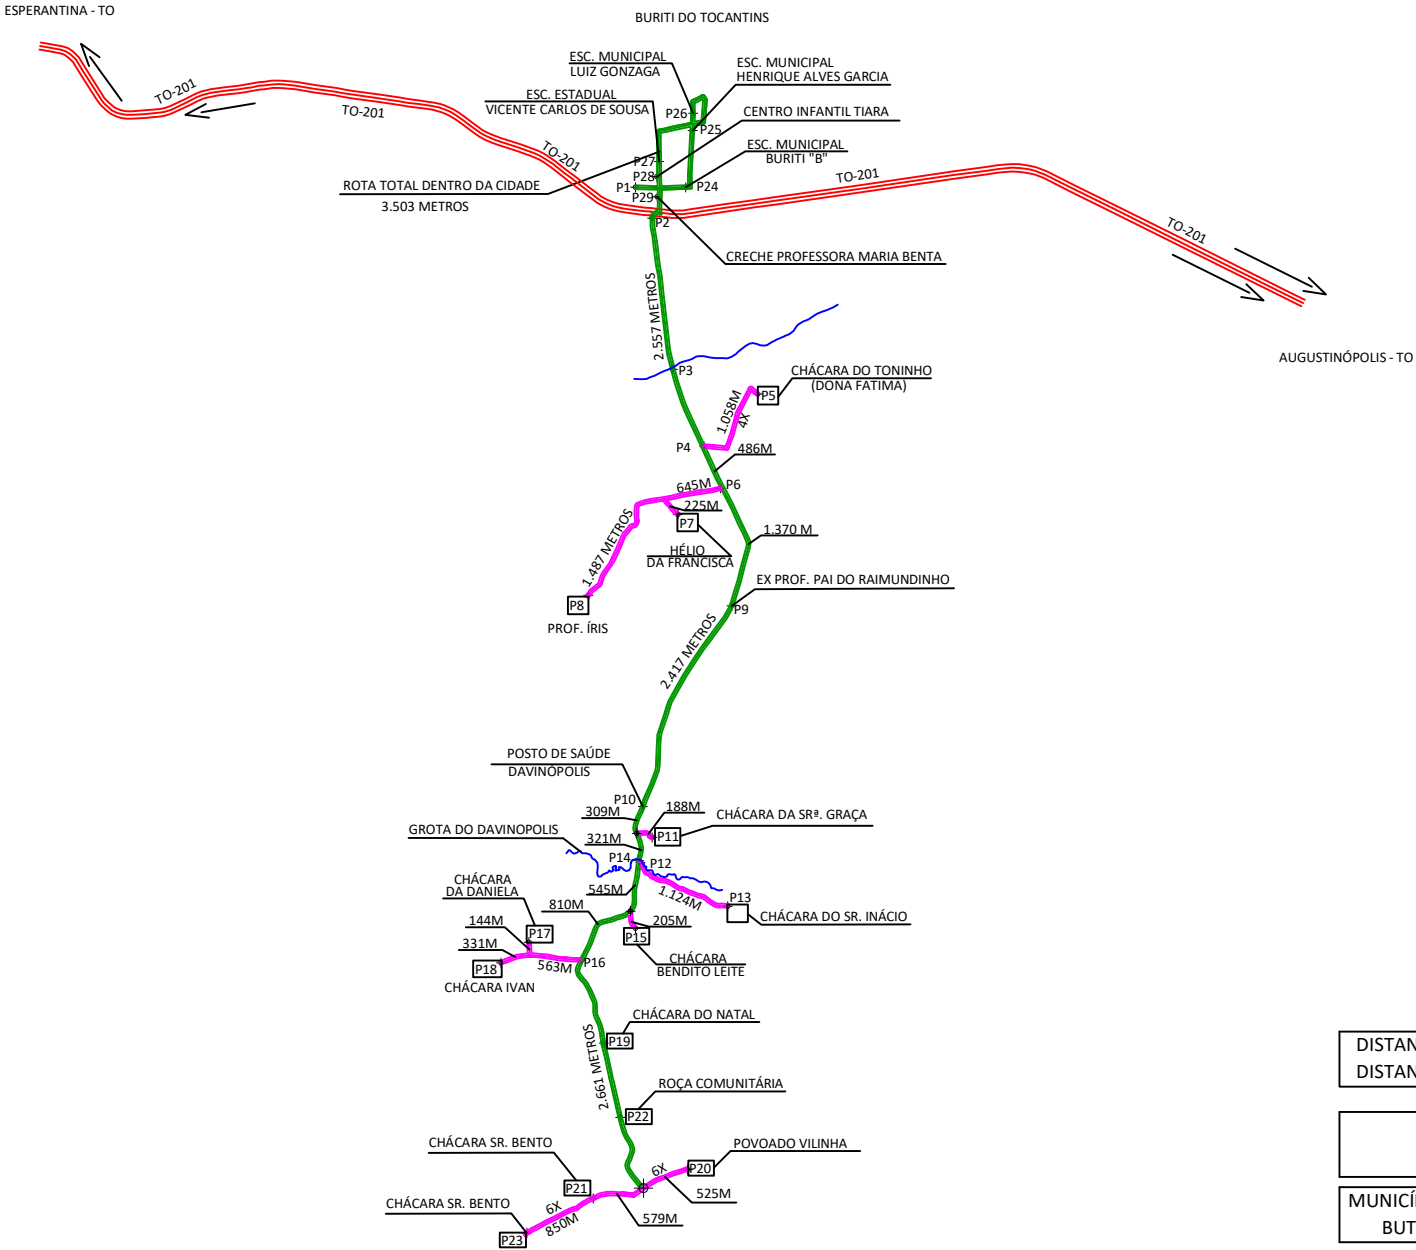 ESPERANTINA - TO
BURITI DO TOCANTINS
ESC. MUNICIPAL
LUIZ GONZAGA
ESC. MUNICIPAL
HENRIQUE ALVES GARCIA
ESC. ESTADUAL
VICENTE CARLOS DE SOUSA
CENTRO INFANTIL TIARA
TO-201
TO-201
TO-201
P26
P25
ESC. MUNICIPAL
BURITI "B"
P27
P28
TO-201
ROTA TOTAL DENTRO DA CIDADE
3.503 METROS
P1
P24
P29
P2
TO-201
CRECHE PROFESSORA MARIA BENTA
2.557 METROS
AUGUSTINÓPOLIS - TO
P3
CHÁCARA DO TONINHO
(DONA FATIMA)
P5
1.058M
4X
P4
486M
P6
645M
225M
P7
1.370 M
1.487 METROS
HÉLIO
DA FRANCISCA
EX PROF. PAI DO RAIMUNDINHO
P8
P9
PROF. ÍRIS
2.417 METROS
POSTO DE SAÚDE
DAVINÓPOLIS
P10
309M
188M
CHÁCARA DA SRª. GRAÇA
P11
GROTA DO DAVINOPOLIS
321M
P14
P12
CHÁCARA
DA DANIELA
545M
1.124M
P13
810M
144M
205M
CHÁCARA DO SR. INÁCIO
P17
P15
331M
563M
P16
P18
CHÁCARA
BENDITO LEITE
CHÁCARA IVAN
CHÁCARA DO NATAL
P19
2.661 METROS
DISTAN
DISTAN
ROÇA COMUNITÁRIA
P22
CHÁCARA SR. BENTO
POVOADO VILINHA
6X
P20
P21
525M
CHÁCARA SR. BENTO
6X
850M
579M
P23
MUNICÍ
BUT